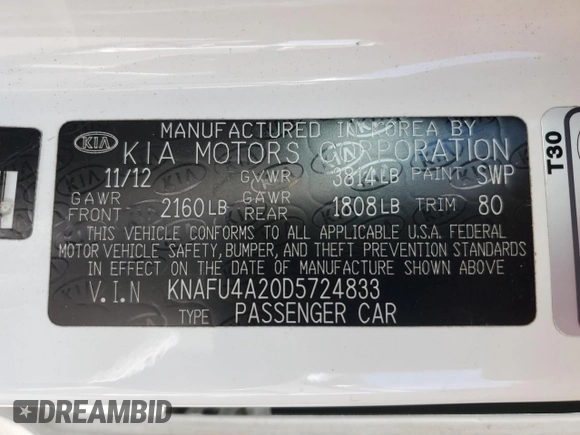 MANUFACTURED IN KOREA BY
KIA KIA MOTORS CORPORATION
11/12 GVWR 3814LB PAINT SWP
GAWR FRONT 2160LB GAWR REAR 1808LB TRIM 80
THIS VEHICLE CONFORMS TO ALL APPLICABLE U.S.A. FEDERAL
MOTOR VEHICLE SAFETY, BUMPER, AND THEFT PREVENTION STANDARDS
IN EFFECT ON THE DATE OF MANUFACTURE SHOWN ABOVE
V.I.N KNAFU4A20D5724833
TYPE PASSENGER CAR
T30
DREAMBID